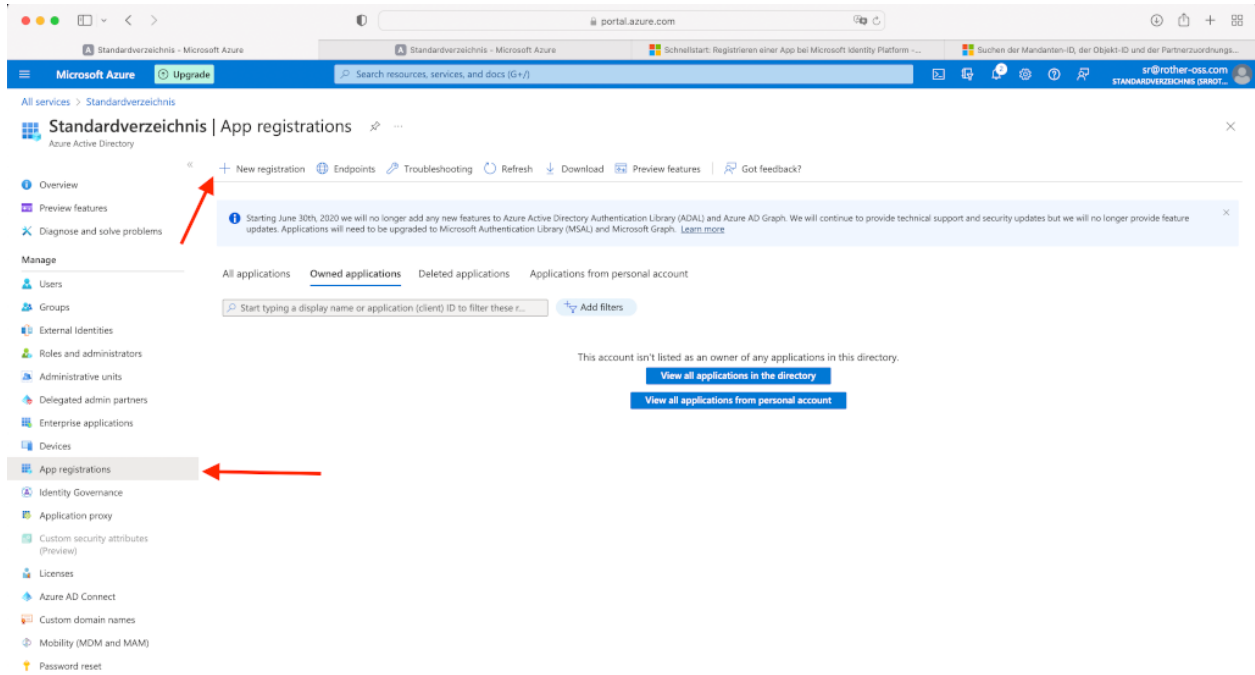 portal.azure.com
Standardverzeichnis - Microsoft Azure
Standardverzeichnis - Microsoft Azure
Schnellstart: Registrieren einer App bei Microsoft Identity Platform -...
Suchen der Mandanten-ID, der Objekt-ID und der Partnerzuordnungs...
Microsoft Azure
Upgrade
Search resources, services, and docs (G+/)
2
sr@rother-oss.com
STANDARDVERZEICHNIS (SRROT...
All services > Standardverzeichnis
Standardverzeichnis | App registrations
Azure Active Directory
New registration
Endpoints
Troubleshooting
Refresh
Download
Preview features
Got feedback?
Overview
Preview features
Diagnose and solve problems
Manage
Users
Groups
External Identities
Roles and administrators
Administrative units
Delegated admin partners
Enterprise applications
Devices
App registrations
Identity Governance
Application proxy
Custom security attributes
(Preview)
Licenses
Azure AD Connect
Custom domain names
Mobility (MDM and MAM)
Password reset
Starting June 30th, 2020 we will no longer add any new features to Azure Active Directory Authentication Library (ADAL) and Azure AD Graph. We will continue to provide technical support and security updates but we will no longer provide feature
updates. Applications will need to be upgraded to Microsoft Authentication Library (MSAL) and Microsoft Graph. Learn more
All applications
Owned applications
Deleted applications
Applications from personal account
Start typing a display name or application (client) ID to filter these r...
Add filters
This account isn't listed as an owner of any applications in this directory.
View all applications in the directory
View all applications from personal account